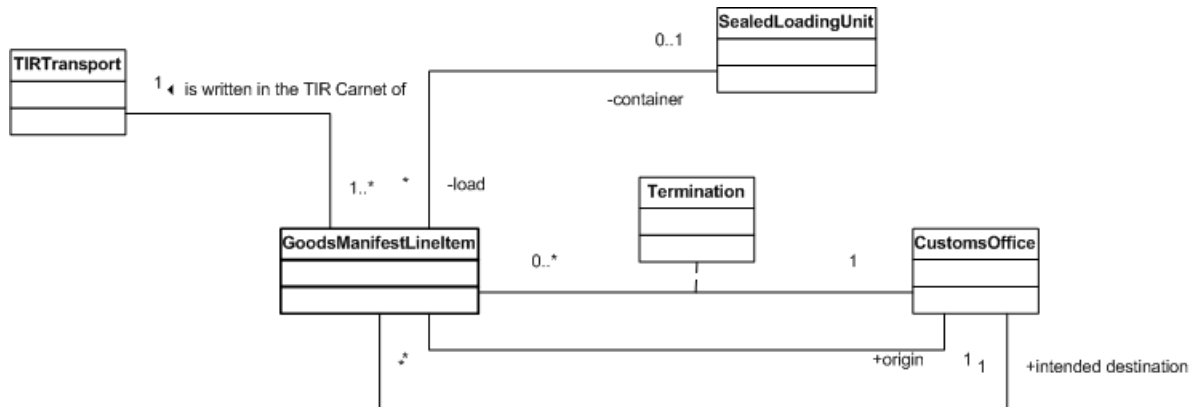 SealedLoadingUnit
0..1
TIRTransport
1 ◄ is written in the TIR Carnet of
-container
1..* * -load
Termination
GoodsManifestLineItem
CustomsOffice
0..* 1
** +origin 1 1 +intended destination